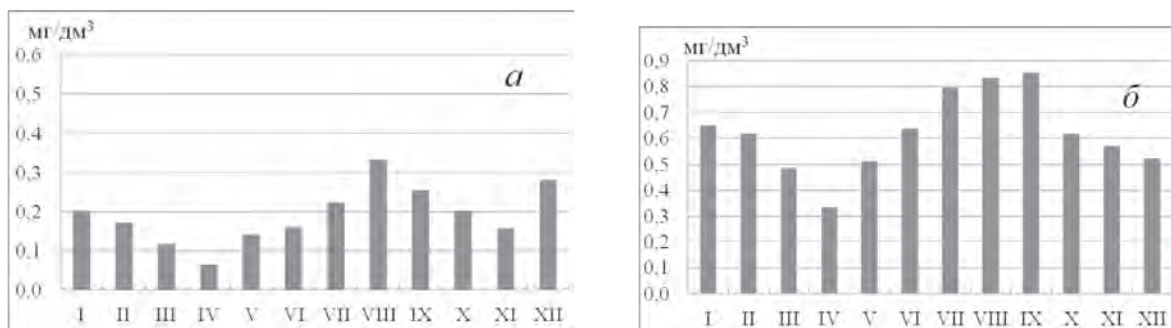 мг/дм³
0,6
а
0,5
0,4
0,3
0,2
0,1
0,0
I II III IV V VI VII VIII IX X XI XII
мг/дм³
0,9
б
0,8
0,7
0,6
0,5
0,4
0,3
0,2
0,1
0,0
I II III IV V VI VII VIII IX X XI XII